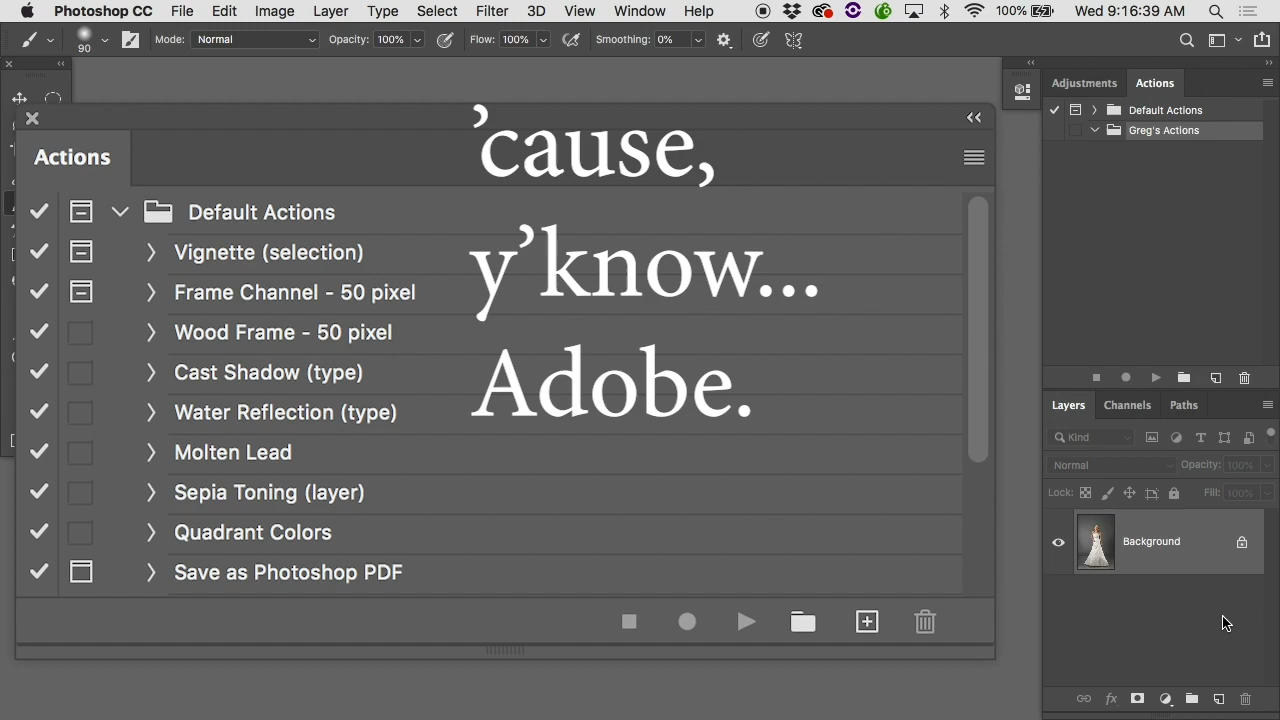 Photoshop CC File Edit Image Layer Type Select Filter 3D View Window Help 100% Wed 9:16:39 AM
90 Mode: Normal Opacity: 100% Flow: 100% Smoothing: 0%
Adjustments Actions
Default Actions
Greg's Actions
’cause,
y’know...
Adobe.
Actions
Default Actions
Vignette (selection)
Frame Channel - 50 pixel
Wood Frame - 50 pixel
Cast Shadow (type)
Water Reflection (type)
Molten Lead
Sepia Toning (layer)
Quadrant Colors
Save as Photoshop PDF
Layers Channels Paths
Kind
Normal Opacity: 100%
Lock: Fill: 100%
Background
fx